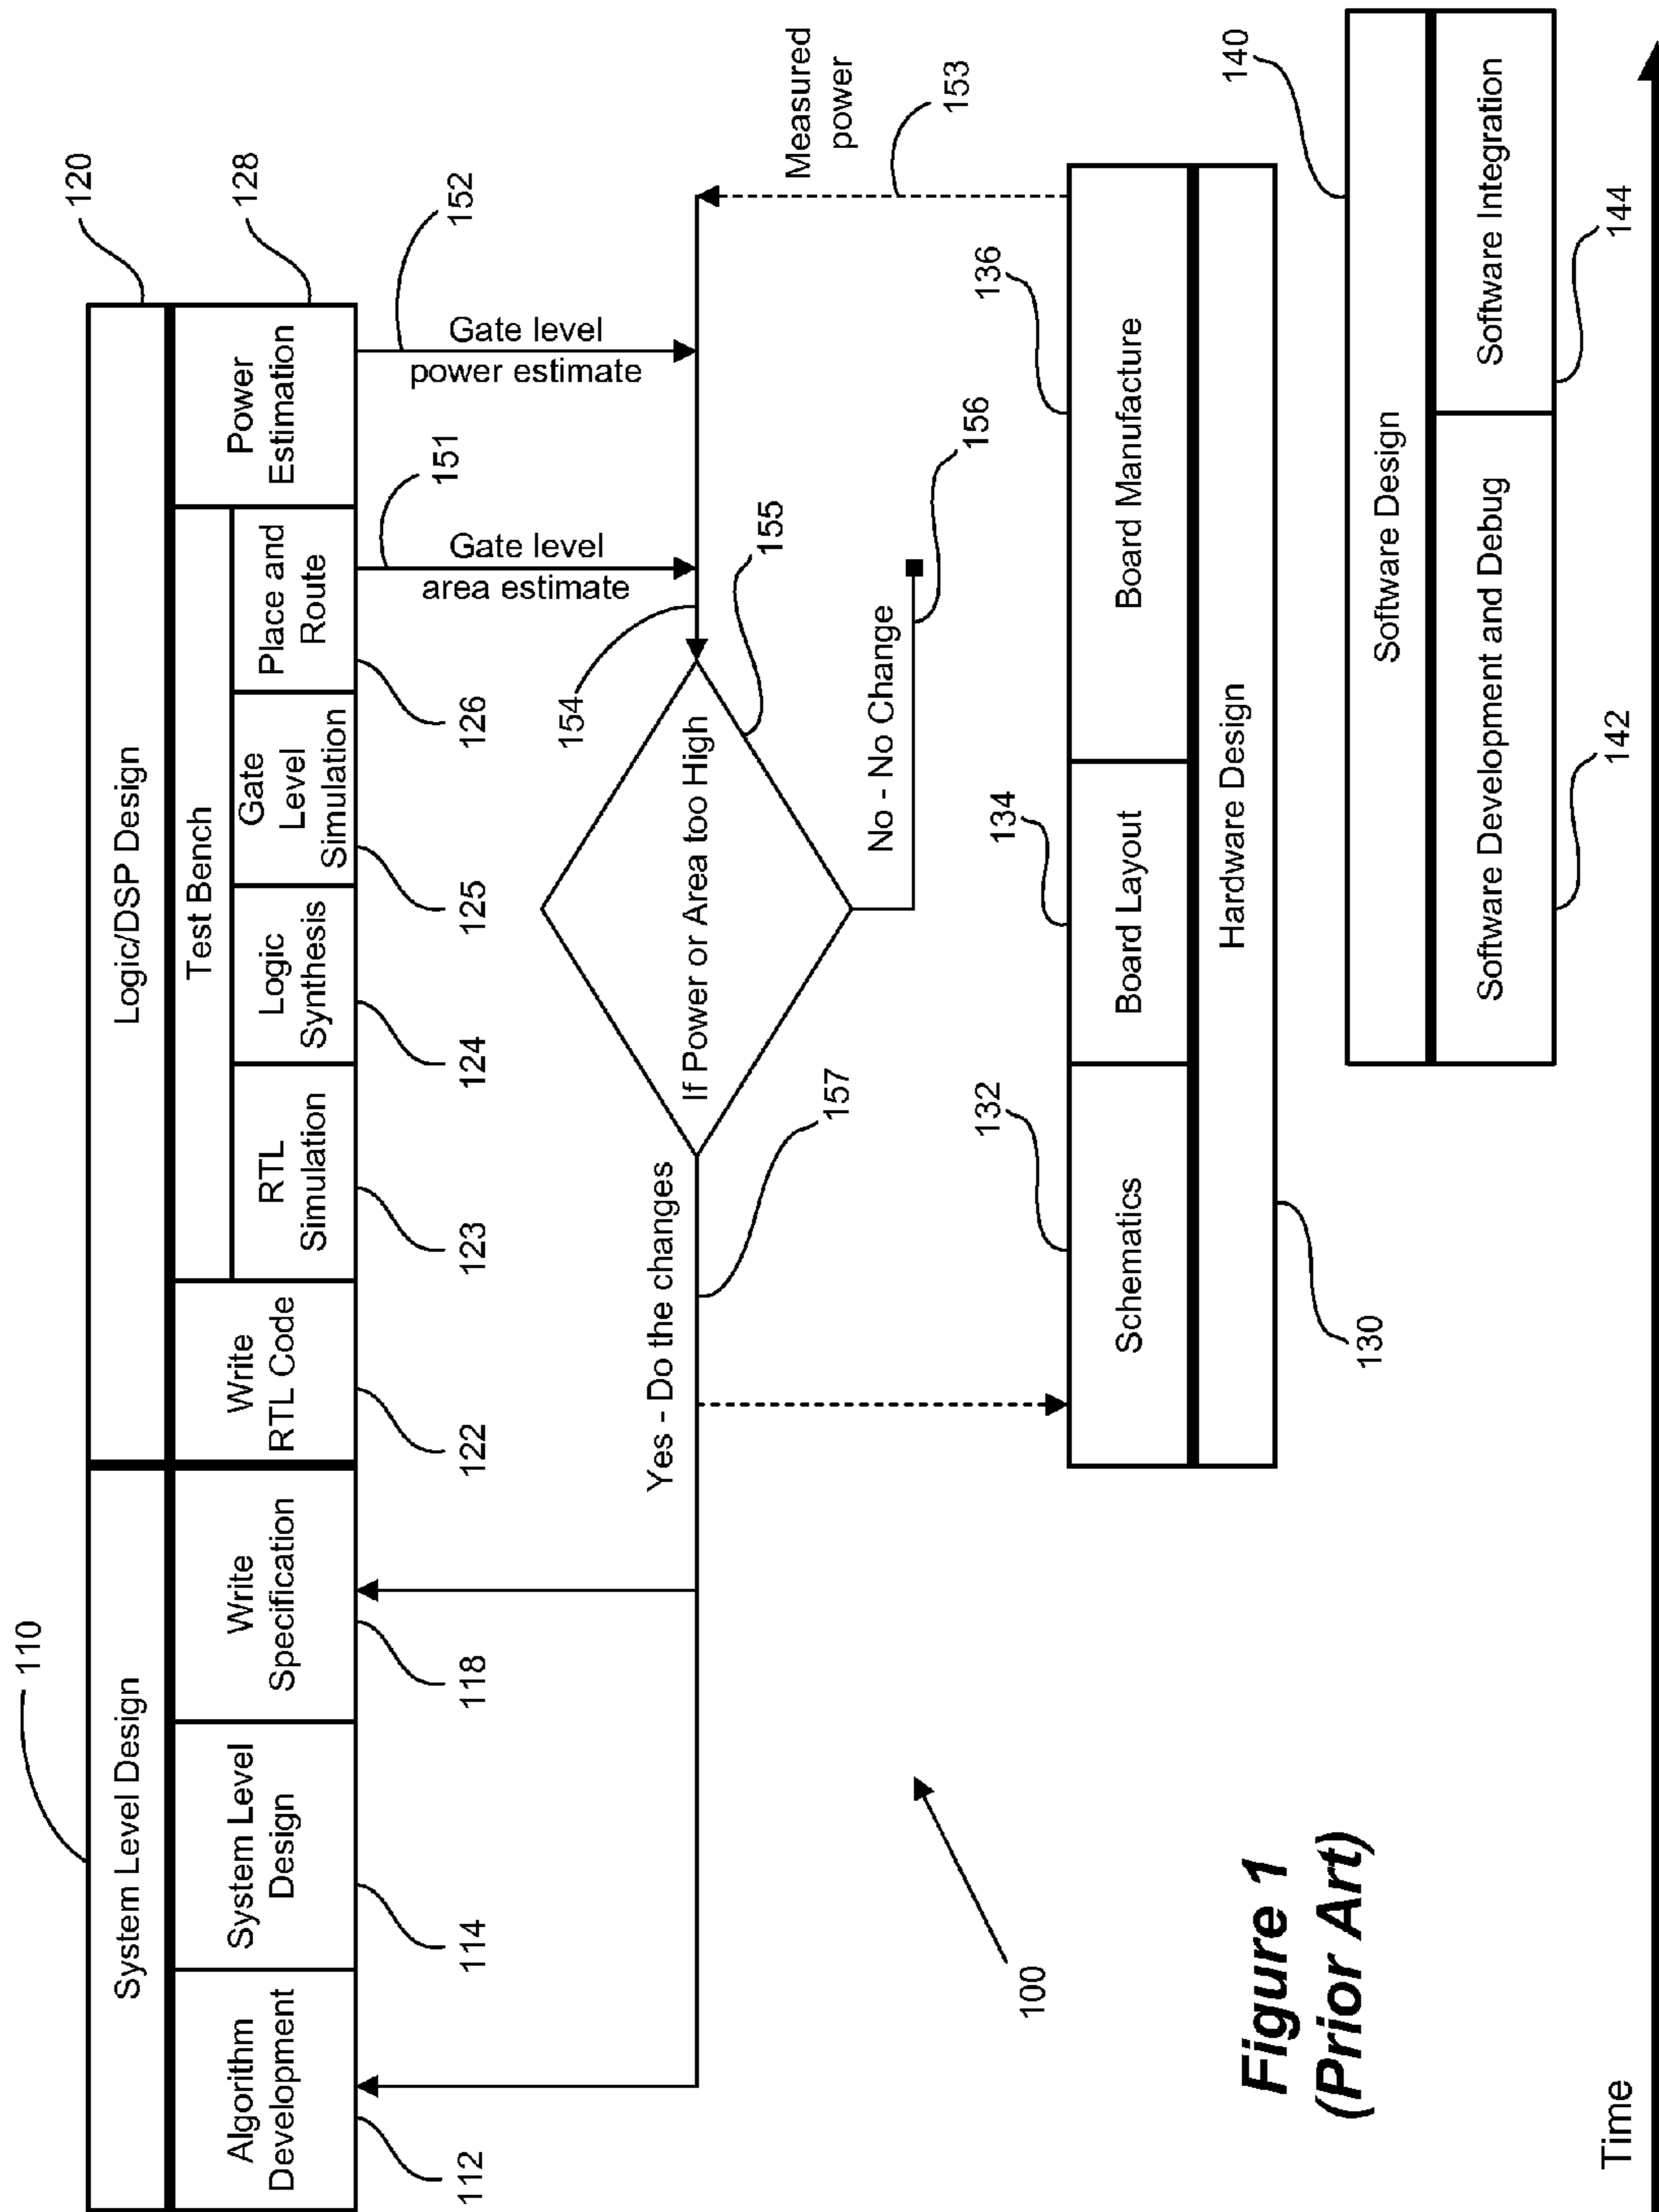 110
120
System Level Design
Logic/DSP Design
Algorithm
Development
System Level
Design
Write
Specification
Write
RTL Code
Test Bench
RTL
Simulation
Logic
Synthesis
Gate
Level
Simulation
Place and
Route
Power
Estimation
128
112
114
118
122
123
124
125
126
151
152
Gate level
area estimate
Gate level
power estimate
154
Yes - Do the changes
157
If Power or Area too High
155
No - No Change
156
Measured
power
153
100
132
134
136
Schematics
Board Layout
Board Manufacture
Hardware Design
130
140
Software Design
Software Development and Debug
Software Integration
142
144
Figure 1
(Prior Art)
Time